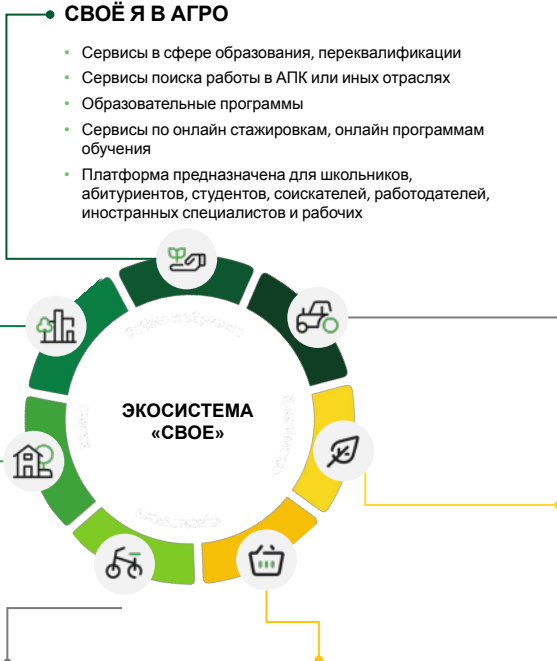 СВОЁ Я В АГРО
• Сервисы в сфере образования, переквалификации
• Сервисы поиска работы в АПК или иных отраслях
• Образовательные программы
• Сервисы по онлайн стажировкам, онлайн программам
обучения
• Платформа предназначена для школьников,
абитуриентов, студентов, соискателей, работодателей,
иностранных специалистов и рабочих
ЭКОСИСТЕМА
«СВОЕ»